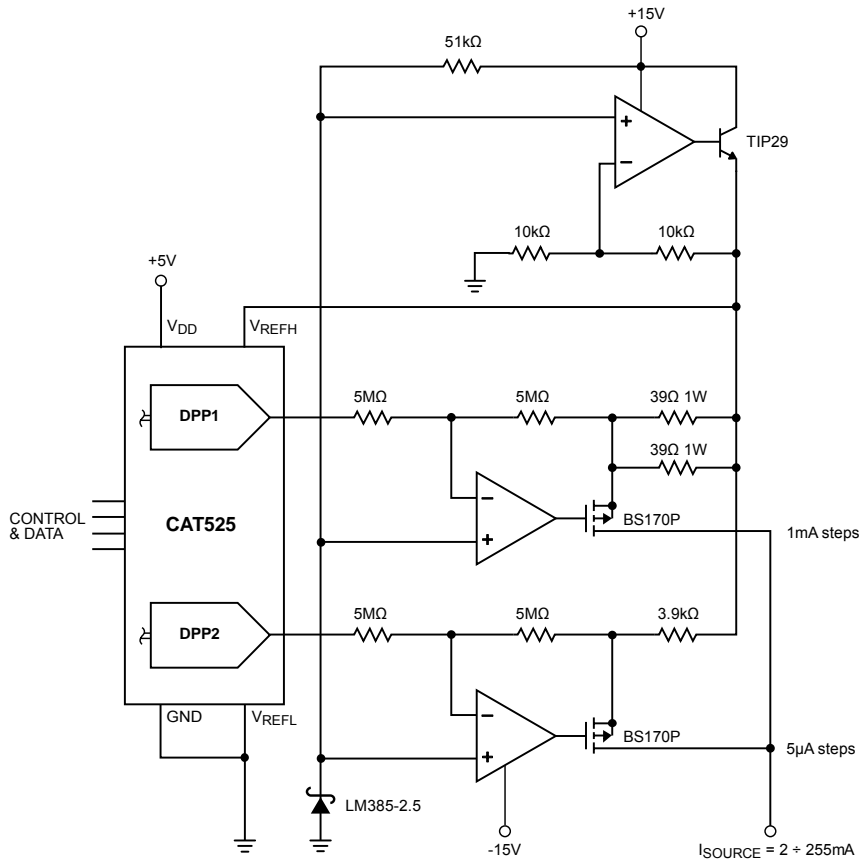 +15V
51kΩ
+
−
TIP29
10kΩ
10kΩ
+5V
VDD
VREFH
DPP1
5MΩ
5MΩ
39Ω 1W
39Ω 1W
CONTROL
& DATA
CAT525
−
+
BS170P
1mA steps
DPP2
5MΩ
5MΩ
3.9kΩ
GND
VREFL
−
+
BS170P
5µA steps
LM385-2.5
-15V
ISOURCE = 2 ÷ 255mA